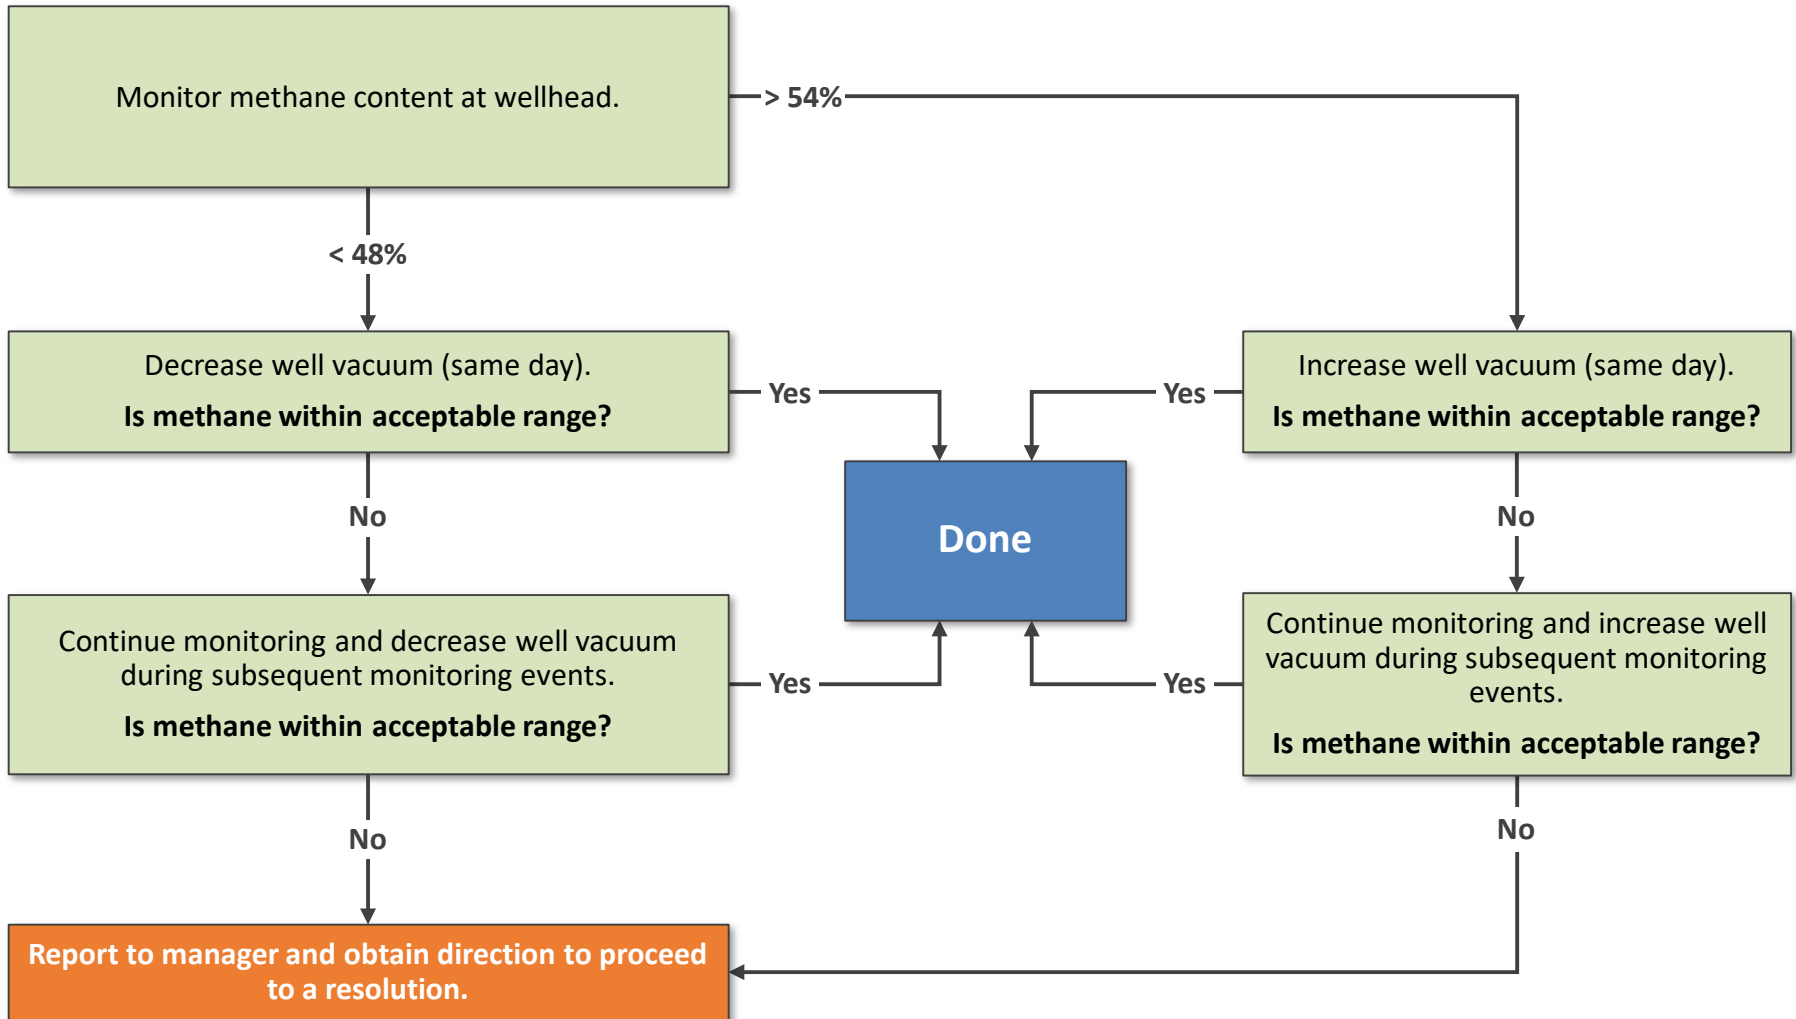 Monitor methane content at wellhead.
> 54%
< 48%
Decrease well vacuum (same day).
Is methane within acceptable range?
Yes
Yes
Increase well vacuum (same day).
Is methane within acceptable range?
No
Done
No
Continue monitoring and decrease well vacuum
during subsequent monitoring events.
Is methane within acceptable range?
Yes
Yes
Continue monitoring and increase well
vacuum during subsequent monitoring
events.
Is methane within acceptable range?
No
No
Report to manager and obtain direction to proceed
to a resolution.